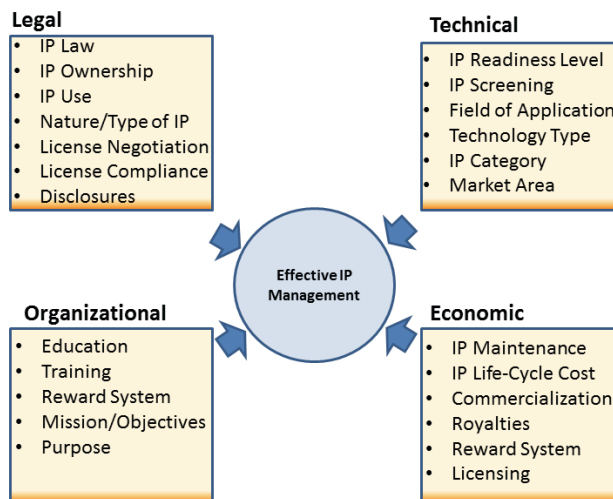 Legal
• IP Law
• IP Ownership
• IP Use
• Nature/Type of IP
• License Negotiation
• License Compliance
• Disclosures
Technical
• IP Readiness Level
• IP Screening
• Field of Application
• Technology Type
• IP Category
• Market Area
Effective IP
Management
Organizational
• Education
• Training
• Reward System
• Mission/Objectives
• Purpose
Economic
• IP Maintenance
• IP Life-Cycle Cost
• Commercialization
• Royalties
• Reward System
• Licensing